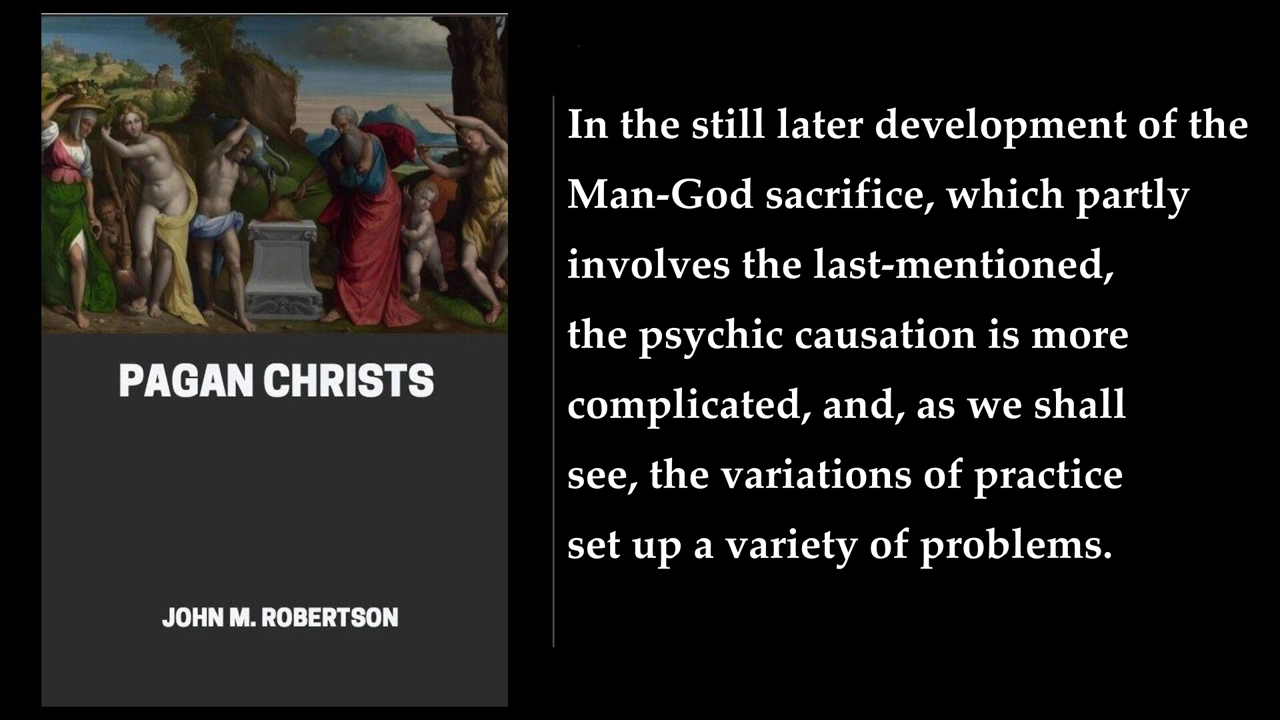 PAGAN CHRISTS
JOHN M. ROBERTSON
In the still later development of the
Man-God sacrifice, which partly
involves the last-mentioned,
the psychic causation is more
complicated, and, as we shall
see, the variations of practice
set up a variety of problems.